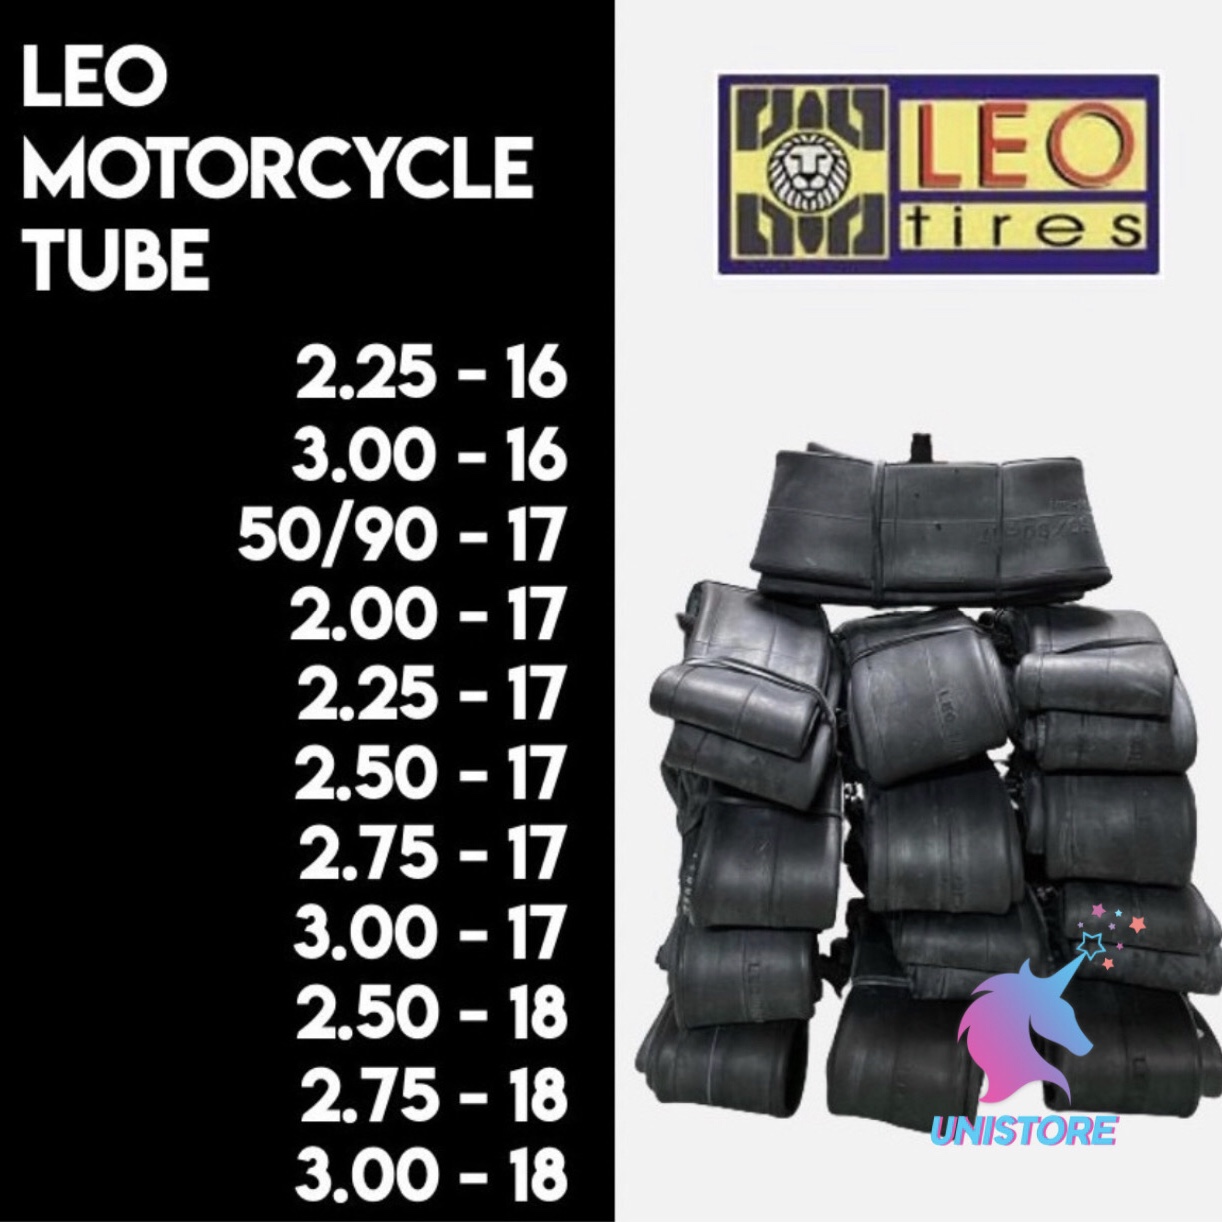 LEO
MOTORCYCLE
TUBE
2.25 - 16
3.00 - 16
50/90 - 17
2.00 - 17
2.25 - 17
2.50 - 17
2.75 - 17
3.00 - 17
2.50 - 18
2.75 - 18
3.00 - 18
LEO
tires
LEO
UNISTORE